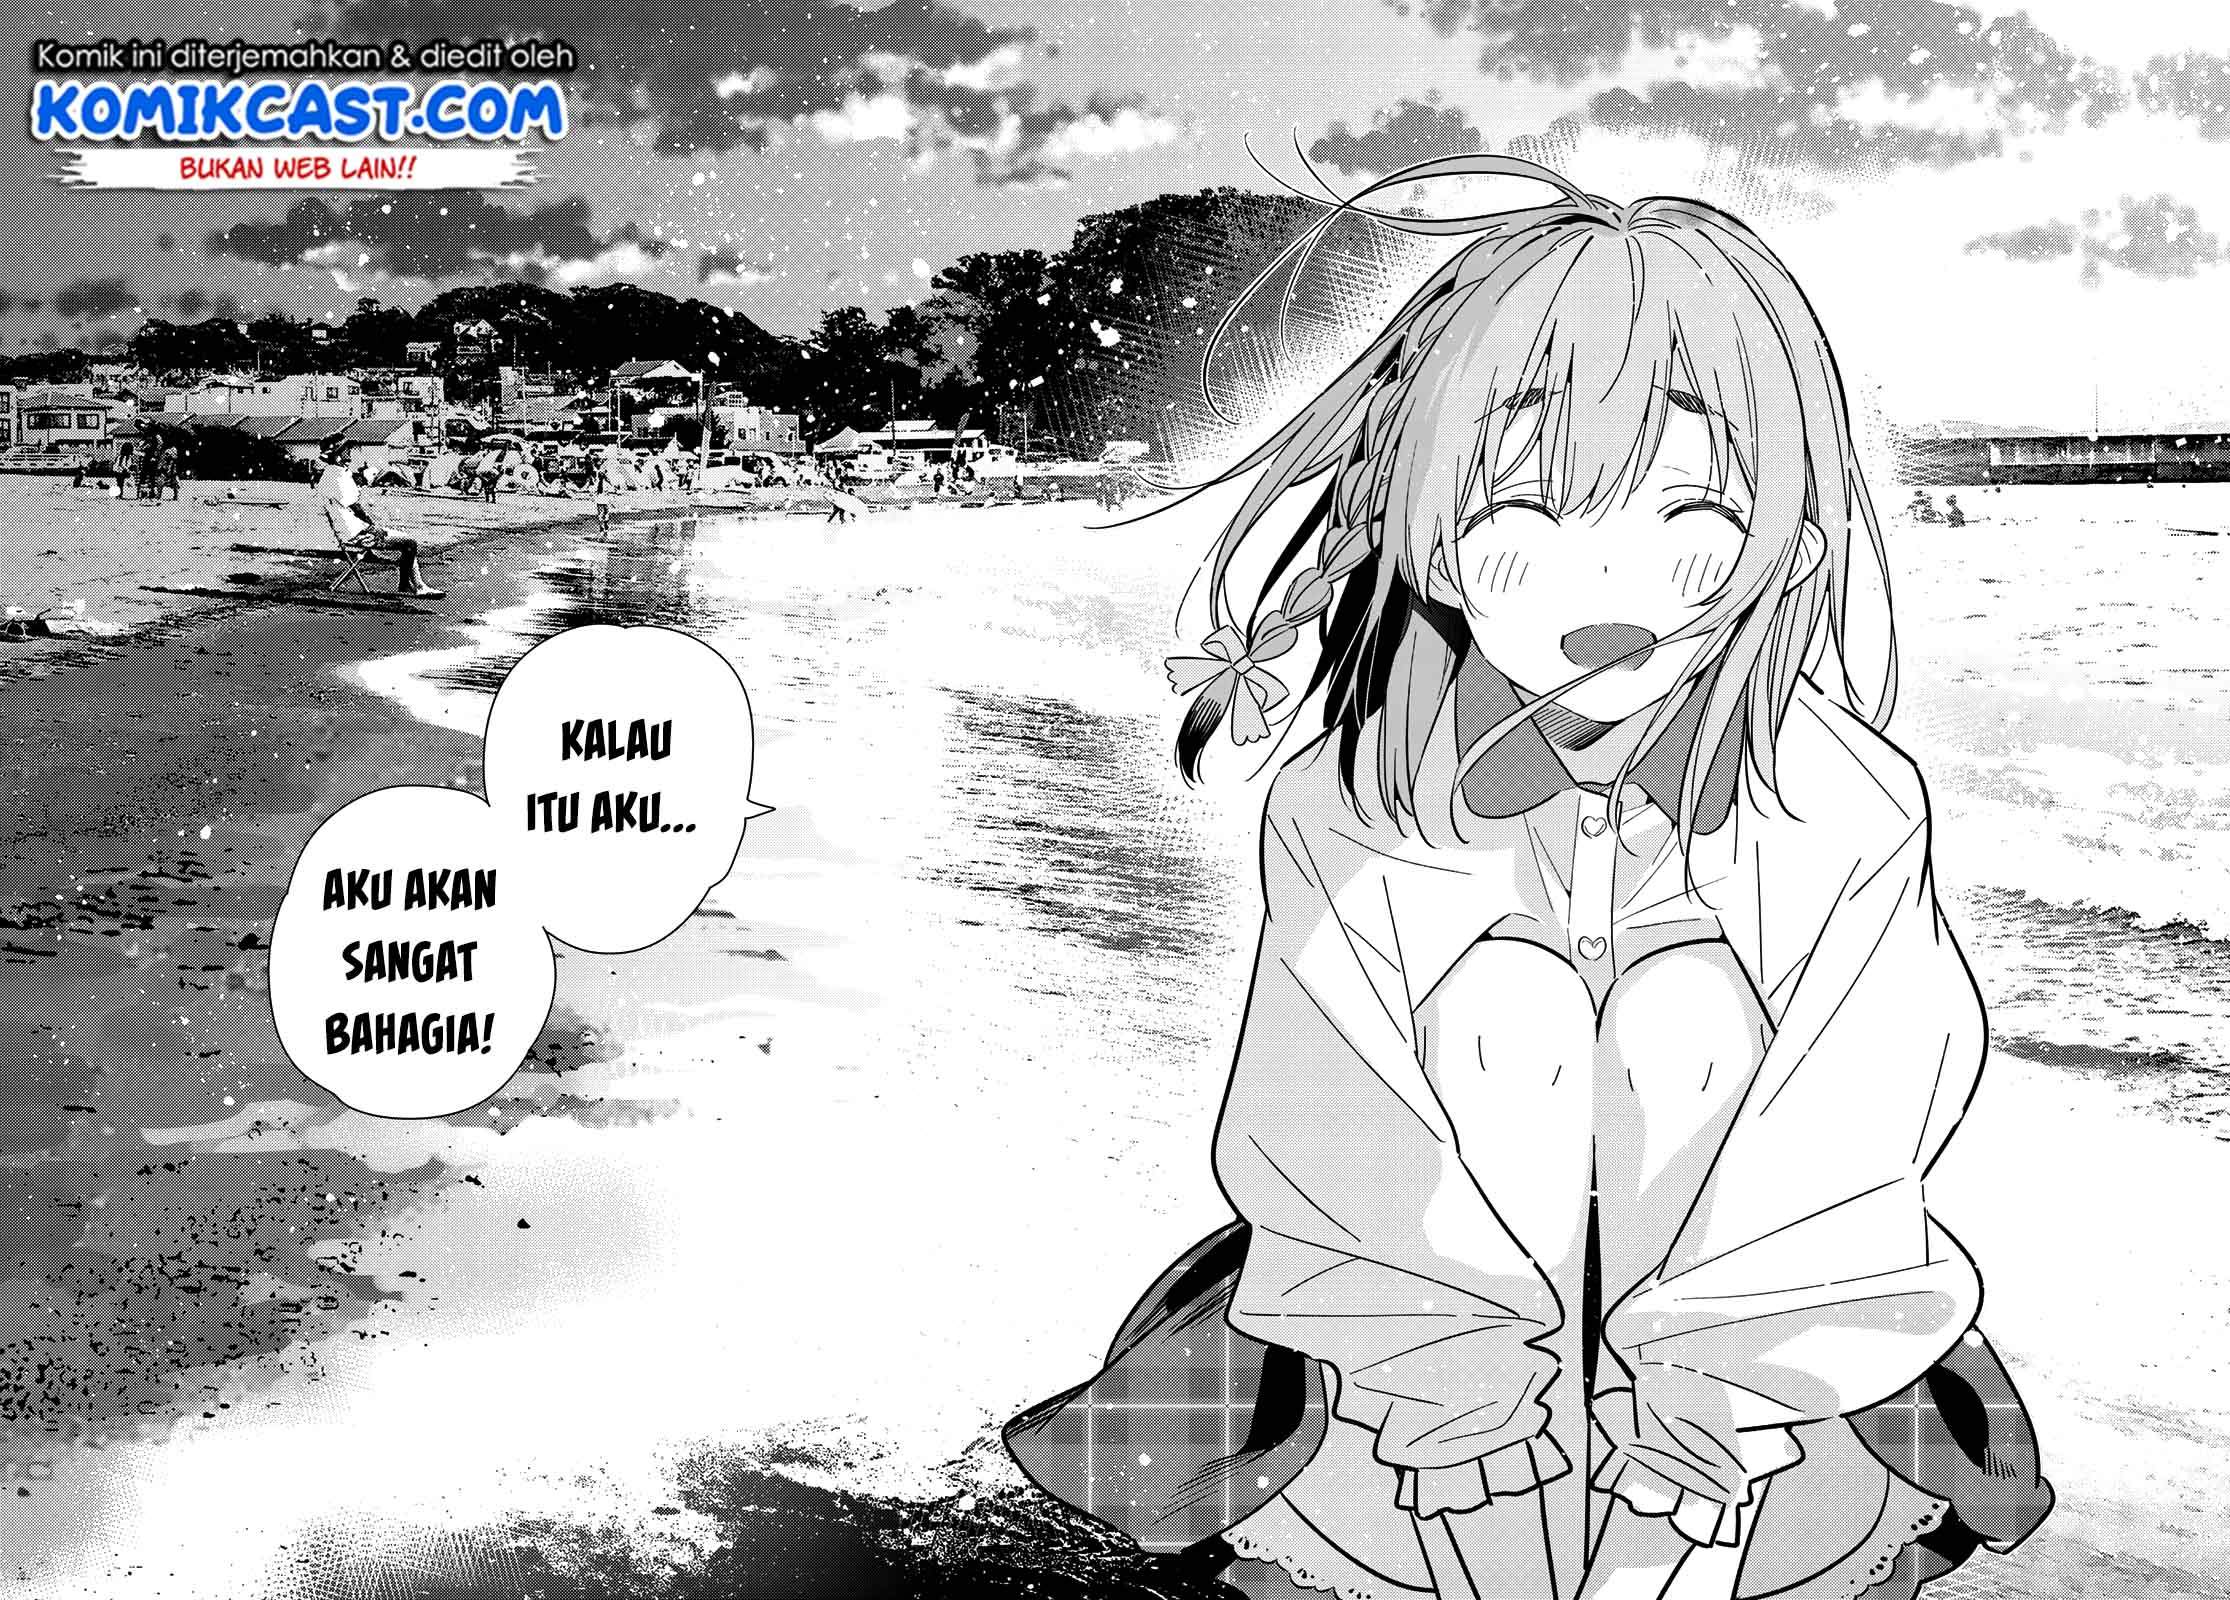 Komik ini diterjemahkan & diedit oleh
KOMIKCAST.COM
BUKAN WEB LAIN!!
KALAU
ITU AKU...
AKU AKAN
SANGAT
BAHAGIA!